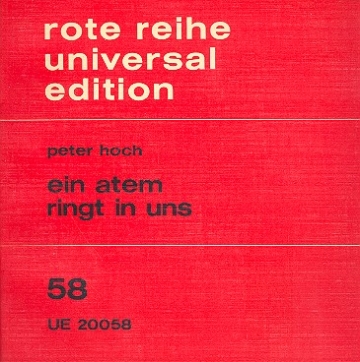 rote reihe
universal
edition
peter hoch
ein atem
ringt in uns
58
UE 20058